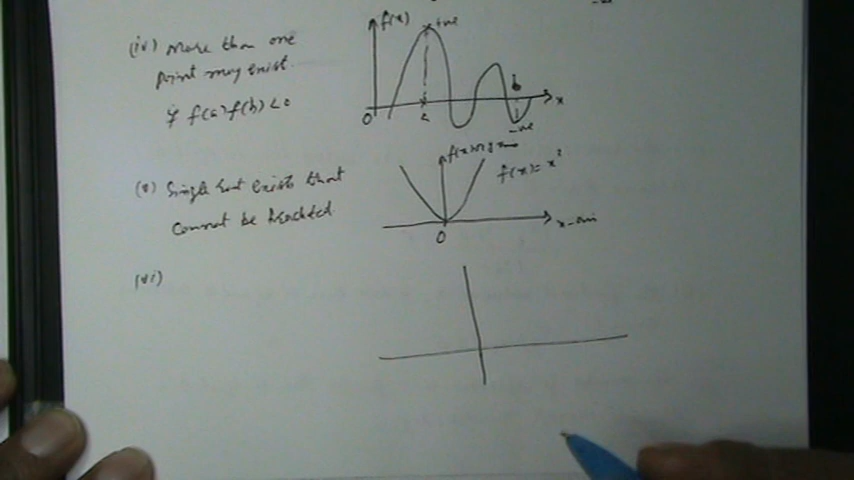 (iv) More than one
point may exist.
if f(a) f(b) < 0
f(x)
+ve
b
0
a
x
-ve
(v) Single root exists that
cannot be bracketed
f(x)
f(x) = x²
0
x-axis
(vi)